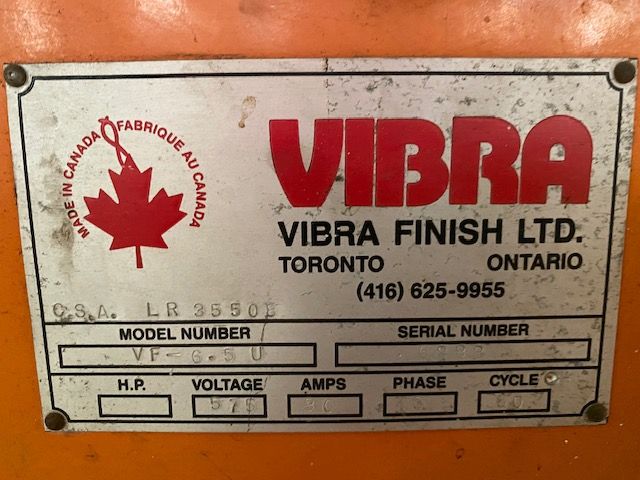 MADE IN CANADA
FABRIQUE AU CANADA
VIBRA
VIBRA FINISH LTD.
TORONTO ONTARIO
(416) 625-9955
C.S.A. LR
MODEL NUMBER SERIAL NUMBER
VF-6.5 U
H.P. VOLTAGE AMPS PHASE CYCLE
575